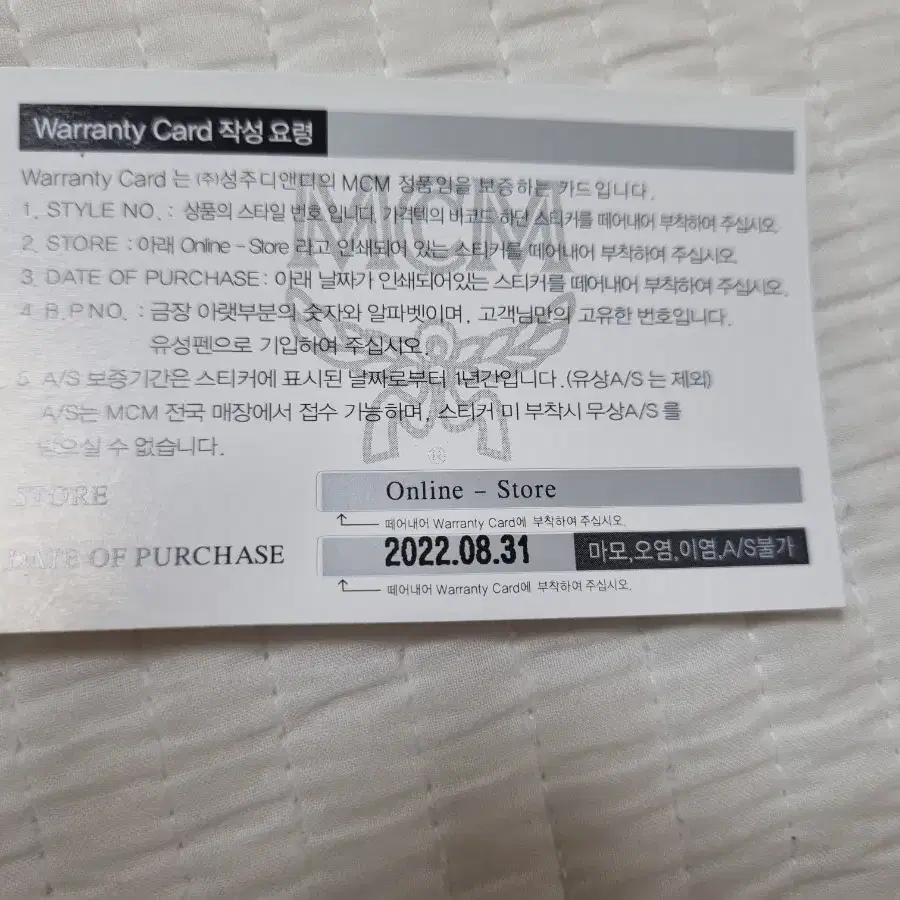 Warranty Card 작성 요령
Warranty Card 는 (주)성주디앤디의 MCM 정품임을 보증하는 카드입니다.
1. STYLE NO. : 상품의 스타일 번호 입니다. 가격텍의 바코드 하단 스티커를 떼어내어 부착하여 주십시오.
2. STORE : 아래 Online - Store 라고 인쇄되어 있는 스티커를 떼어내어 부착하여 주십시오.
3. DATE OF PURCHASE : 아래 날짜가 인쇄되어있는 스티커를 떼어내어 부착하여 주십시오.
4. B.P NO. : 금장 아랫부분의 숫자와 알파벳이며, 고객님만의 고유한 번호입니다.
유성펜으로 기입하여 주십시오.
5. A/S 보증기간은 스티커에 표시된 날짜로부터 1년간입니다.(유상A/S 는 제외)
A/S는 MCM 전국 매장에서 접수 가능하며, 스티커 미 부착시 무상A/S 를
받으실 수 없습니다.
MCM
STORE
Online - Store
떼어내어 Warranty Card에 부착하여 주십시오.
DATE OF PURCHASE
2022.08.31
마모,오염,이염,A/S불가
떼어내어 Warranty Card에 부착하여 주십시오.